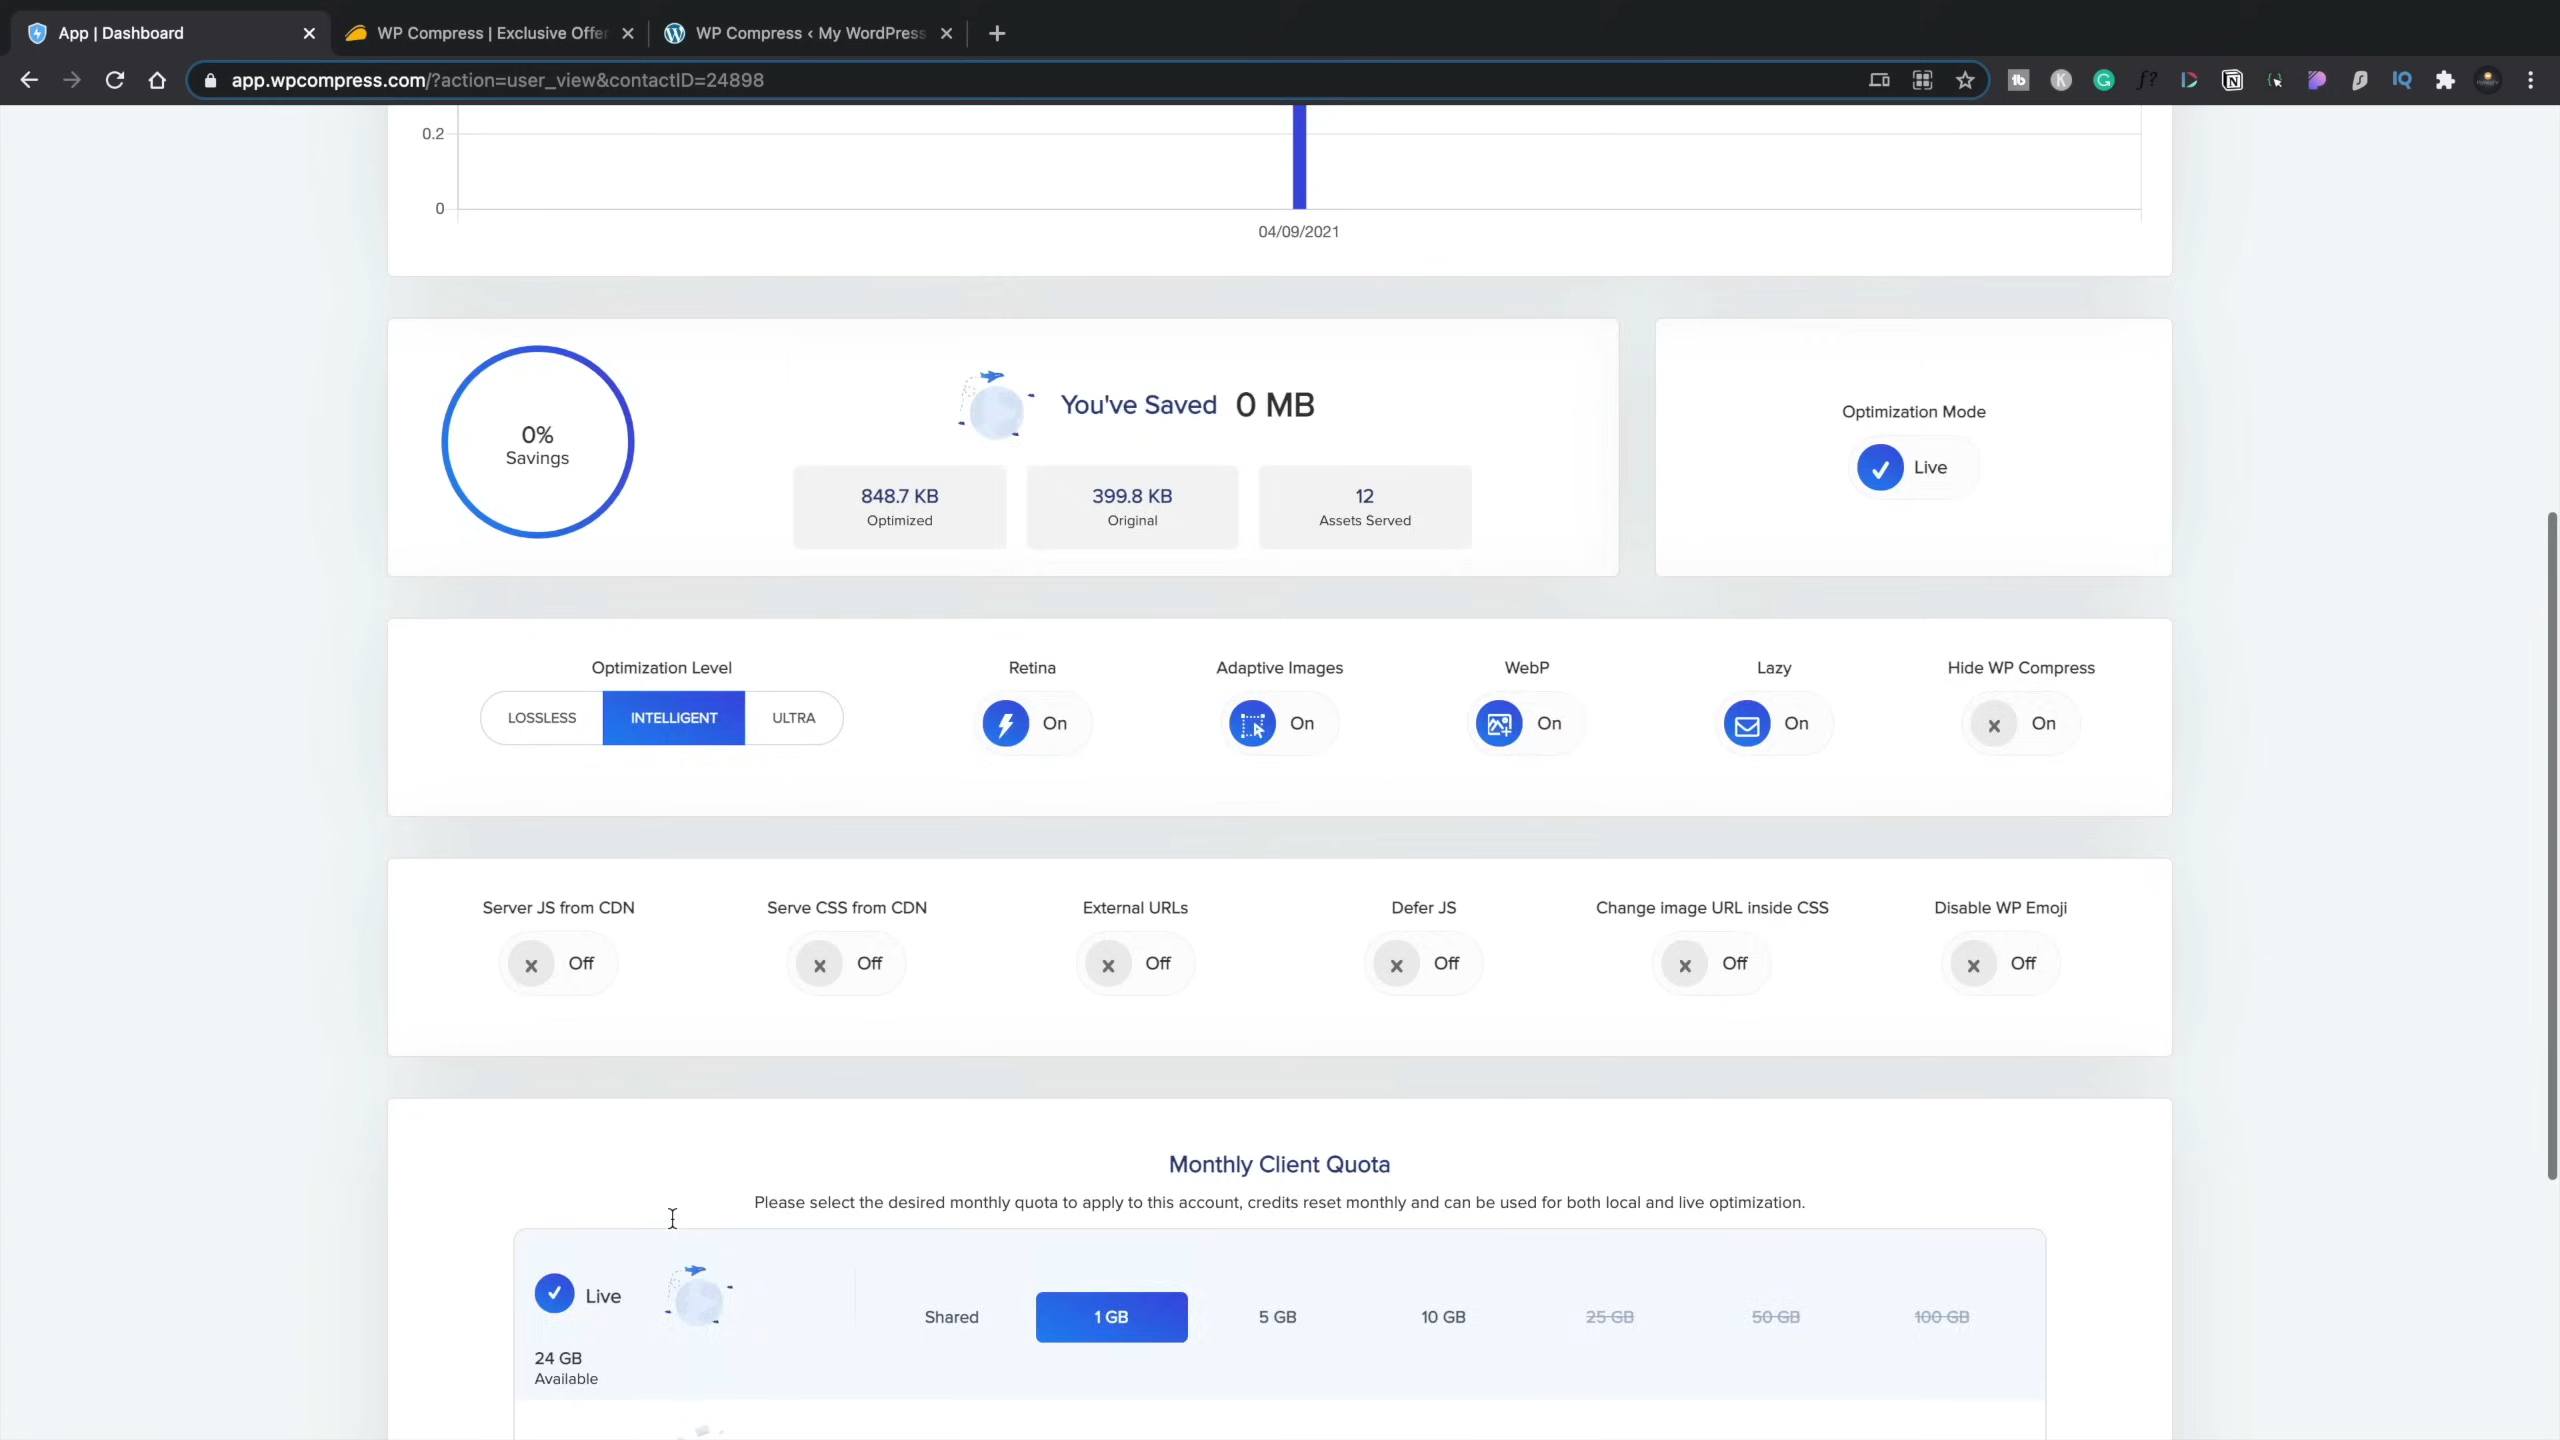 App | Dashboard
WP Compress | Exclusive Offer
WP Compress ‹ My WordPress
app.wpcompress.com/?action=user_view&contactID=24898
0.2
0
04/09/2021
0%
Savings
You've Saved 0 MB
848.7 KB
Optimized
399.8 KB
Original
12
Assets Served
Optimization Mode
Live
Optimization Level
LOSSLESS INTELLIGENT ULTRA
Retina
On
Adaptive Images
On
WebP
On
Lazy
On
Hide WP Compress
On
Server JS from CDN
Off
Serve CSS from CDN
Off
External URLs
Off
Defer JS
Off
Change image URL inside CSS
Off
Disable WP Emoji
Off
Monthly Client Quota
Please select the desired monthly quota to apply to this account, credits reset monthly and can be used for both local and live optimization.
Live
24 GB
Available
Shared 1 GB 5 GB 10 GB 25 GB 50 GB 100 GB